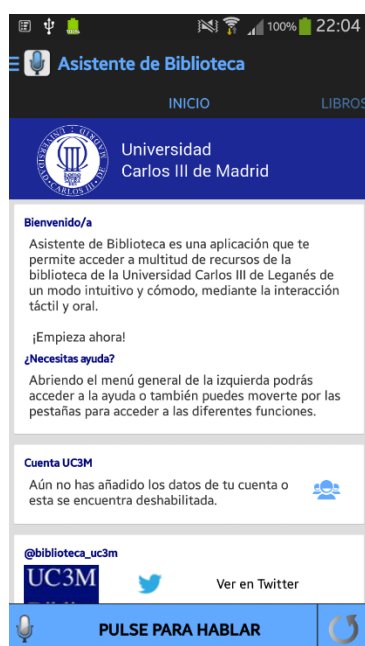 100% 22:04
Asistente de Biblioteca
INICIO LIBROS
Universidad
Carlos III de Madrid
Bienvenido/a
Asistente de Biblioteca es una aplicación que te
permite acceder a multitud de recursos de la
biblioteca de la Universidad Carlos III de Leganés de
un modo intuitivo y cómodo, mediante la interacción
táctil y oral.
¡Empieza ahora!
¿Necesitas ayuda?
Abriendo el menú general de la izquierda podrás
acceder a la ayuda o también puedes moverte por las
pestañas para acceder a las diferentes funciones.
Cuenta UC3M
Aún no has añadido los datos de tu cuenta o
esta se encuentra deshabilitada.
@biblioteca_uc3m
UC3M
Ver en Twitter
PULSE PARA HABLAR